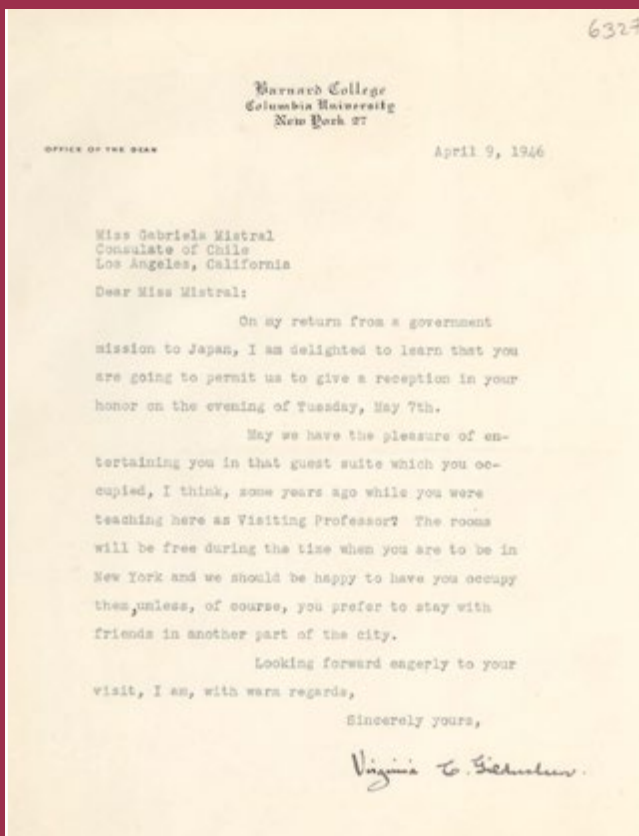 6327
Barnard College
Columbia University
New York 27
OFFICE OF THE DEAN
April 9, 1946
Miss Gabriela Mistral
Consulate of Chile
Los Angeles, California
Dear Miss Mistral:
On my return from a government
mission to Japan, I am delighted to learn that you
are going to permit us to give a reception in your
honor on the evening of Tuesday, May 7th.
May we have the pleasure of en-
tertaining you in that guest suite which you oc-
cupied, I think, some years ago while you were
teaching here as Visiting Professor? The rooms
will be free during the time when you are to be in
New York and we should be happy to have you occupy
them, unless, of course, you prefer to stay with
friends in another part of the city.
Looking forward eagerly to your
visit, I am, with warm regards,
Sincerely yours,
Virginia C. Gildersleeve.